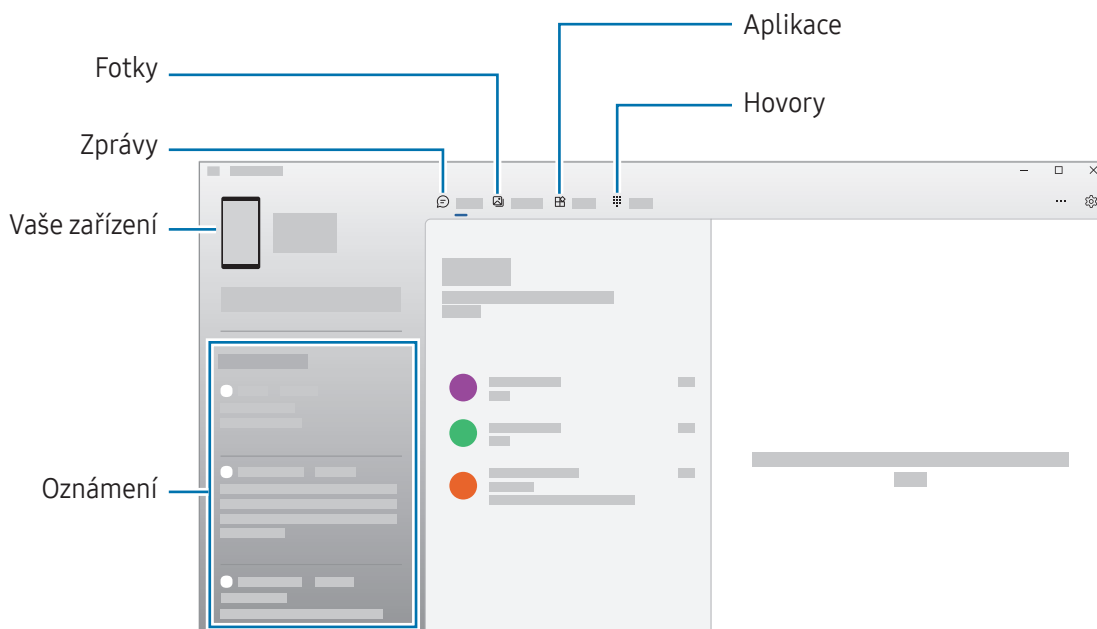 Aplikace
Fotky
Hovory
Zprávy
Vaše zařízení
Oznámení